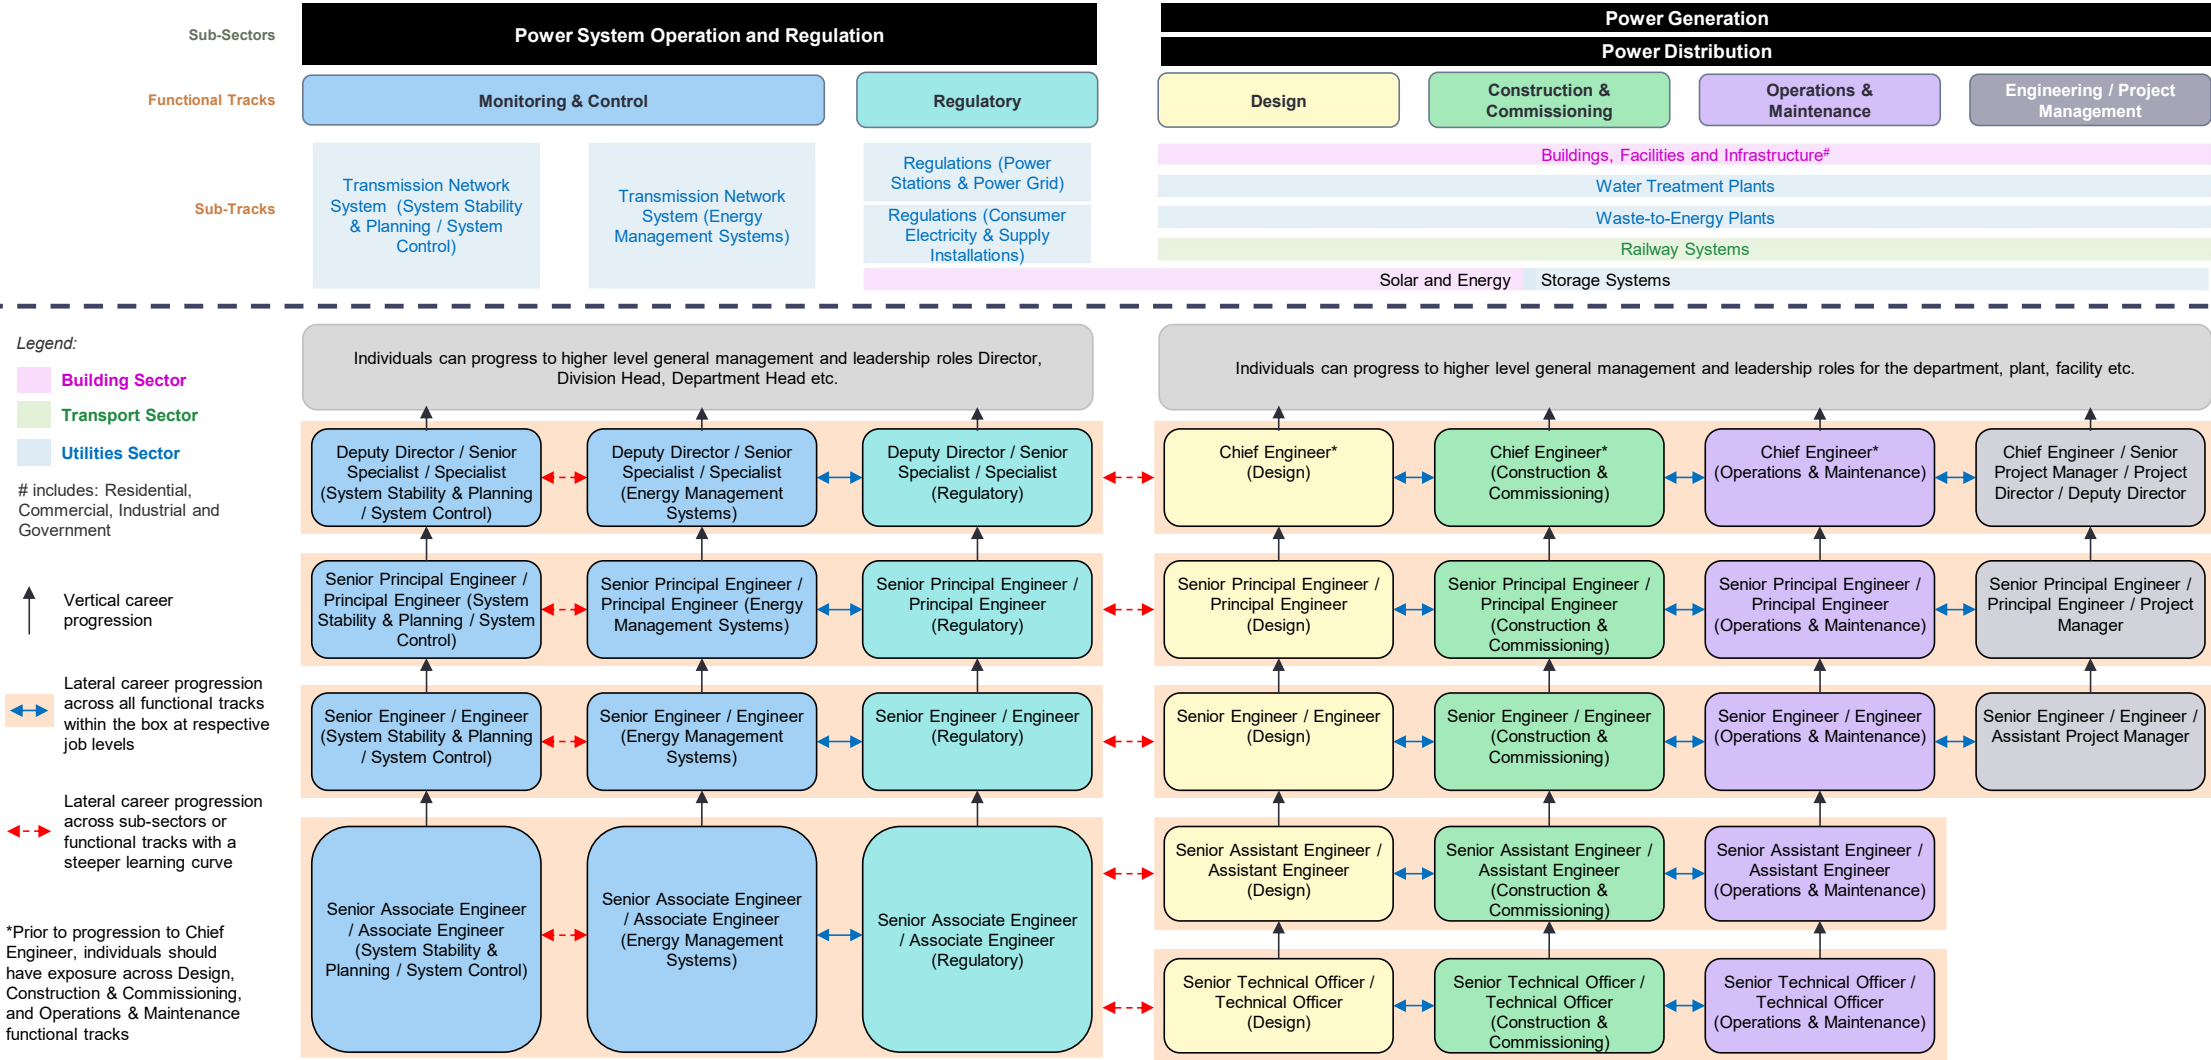 Sub-Sectors
Power System Operation and Regulation
Power Generation
Power Distribution
Functional Tracks
Monitoring & Control
Regulatory
Design
Construction &
Commissioning
Operations &
Maintenance
Engineering / Project
Management
Sub-Tracks
Transmission Network
System (System Stability
& Planning / System
Control)
Transmission Network
System (Energy
Management Systems)
Regulations (Power
Stations & Power Grid)
Regulations (Consumer
Electricity & Supply
Installations)
Buildings, Facilities and Infrastructure#
Water Treatment Plants
Waste-to-Energy Plants
Railway Systems
Solar and Energy Storage Systems
Legend:
Building Sector
Transport Sector
Utilities Sector
# includes: Residential,
Commercial, Industrial and
Government
Vertical career
progression
Lateral career progression
across all functional tracks
within the box at respective
job levels
Lateral career progression
across sub-sectors or
functional tracks with a
steeper learning curve
*Prior to progression to Chief
Engineer, individuals should
have exposure across Design,
Construction & Commissioning,
and Operations & Maintenance
functional tracks
Individuals can progress to higher level general management and leadership roles Director,
Division Head, Department Head etc.
Individuals can progress to higher level general management and leadership roles for the department, plant, facility etc.
Deputy Director / Senior
Specialist / Specialist
(System Stability & Planning
/ System Control)
Deputy Director / Senior
Specialist / Specialist
(Energy Management
Systems)
Deputy Director / Senior
Specialist / Specialist
(Regulatory)
Chief Engineer*
(Design)
Chief Engineer*
(Construction &
Commissioning)
Chief Engineer*
(Operations & Maintenance)
Chief Engineer / Senior
Project Manager / Project
Director / Deputy Director
Senior Principal Engineer /
Principal Engineer (System
Stability & Planning / System
Control)
Senior Principal Engineer /
Principal Engineer (Energy
Management Systems)
Senior Principal Engineer /
Principal Engineer
(Regulatory)
Senior Principal Engineer /
Principal Engineer
(Design)
Senior Principal Engineer /
Principal Engineer
(Construction &
Commissioning)
Senior Principal Engineer /
Principal Engineer
(Operations & Maintenance)
Senior Principal Engineer /
Principal Engineer / Project
Manager
Senior Engineer / Engineer
(System Stability & Planning
/ System Control)
Senior Engineer / Engineer
(Energy Management
Systems)
Senior Engineer / Engineer
(Regulatory)
Senior Engineer / Engineer
(Design)
Senior Engineer / Engineer
(Construction &
Commissioning)
Senior Engineer / Engineer
(Operations & Maintenance)
Senior Engineer / Engineer /
Assistant Project Manager
Senior Associate Engineer
/ Associate Engineer
(System Stability &
Planning / System Control)
Senior Associate Engineer
/ Associate Engineer
(Energy Management
Systems)
Senior Associate Engineer
/ Associate Engineer
(Regulatory)
Senior Assistant Engineer /
Assistant Engineer
(Design)
Senior Assistant Engineer /
Assistant Engineer
(Construction &
Commissioning)
Senior Assistant Engineer /
Assistant Engineer
(Operations & Maintenance)
Senior Technical Officer /
Technical Officer
(Design)
Senior Technical Officer /
Technical Officer
(Construction &
Commissioning)
Senior Technical Officer /
Technical Officer
(Operations & Maintenance)